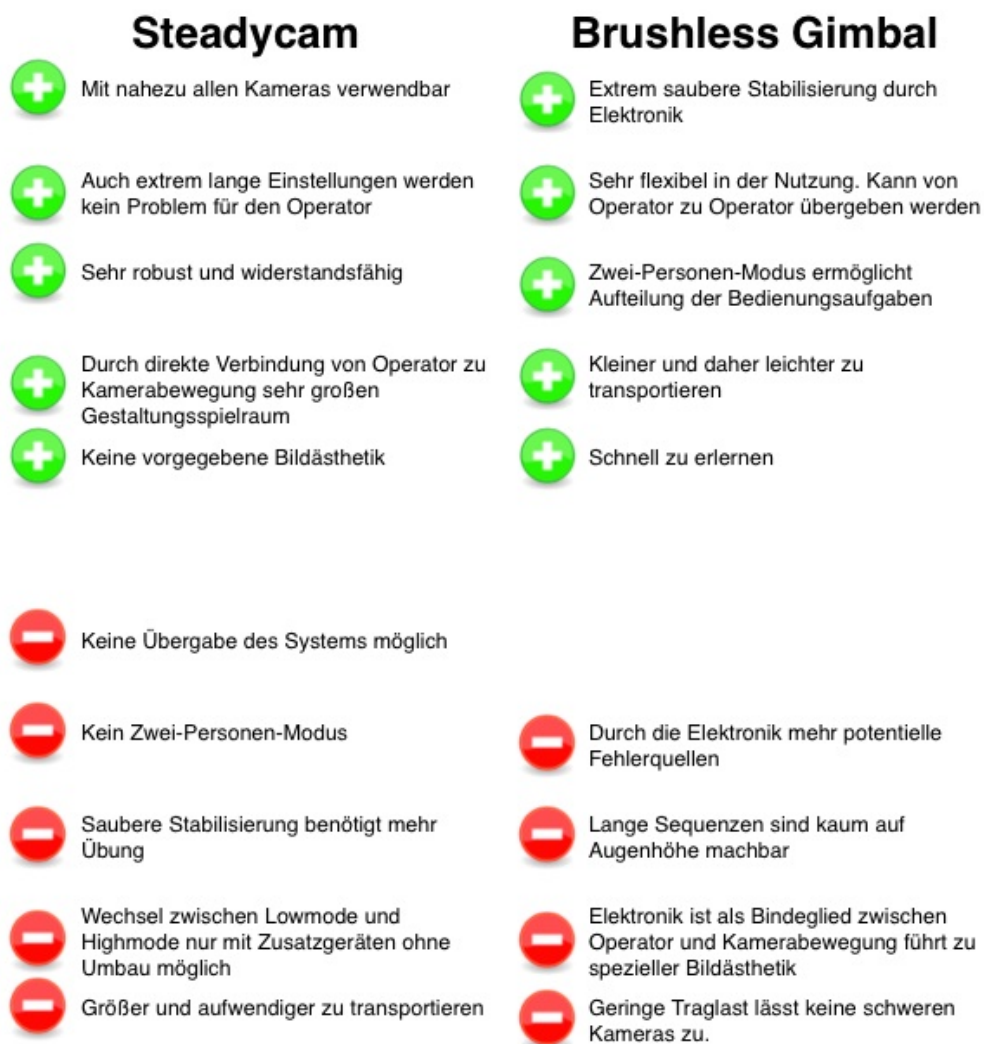 Steadycam
Mit nahezu allen Kameras verwendbar
Auch extrem lange Einstellungen werden
kein Problem für den Operator
Sehr robust und widerstandsfähig
Durch direkte Verbindung von Operator zu
Kamerabewegung sehr großen
Gestaltungsspielraum
Keine vorgegebene Bildästhetik
Keine Übergabe des Systems möglich
Kein Zwei-Personen-Modus
Saubere Stabilisierung benötigt mehr
Übung
Wechsel zwischen Lowmode und
Highmode nur mit Zusatzgeräten ohne
Umbau möglich
Größer und aufwendiger zu transportieren
Brushless Gimbal
Extrem saubere Stabilisierung durch
Elektronik
Sehr flexibel in der Nutzung. Kann von
Operator zu Operator übergeben werden
Zwei-Personen-Modus ermöglicht
Aufteilung der Bedienungsaufgaben
Kleiner und daher leichter zu
transportieren
Schnell zu erlernen
Durch die Elektronik mehr potentielle
Fehlerquellen
Lange Sequenzen sind kaum auf
Augenhöhe machbar
Elektronik ist als Bindeglied zwischen
Operator und Kamerabewegung führt zu
spezieller Bildästhetik
Geringe Traglast lässt keine schweren
Kameras zu.